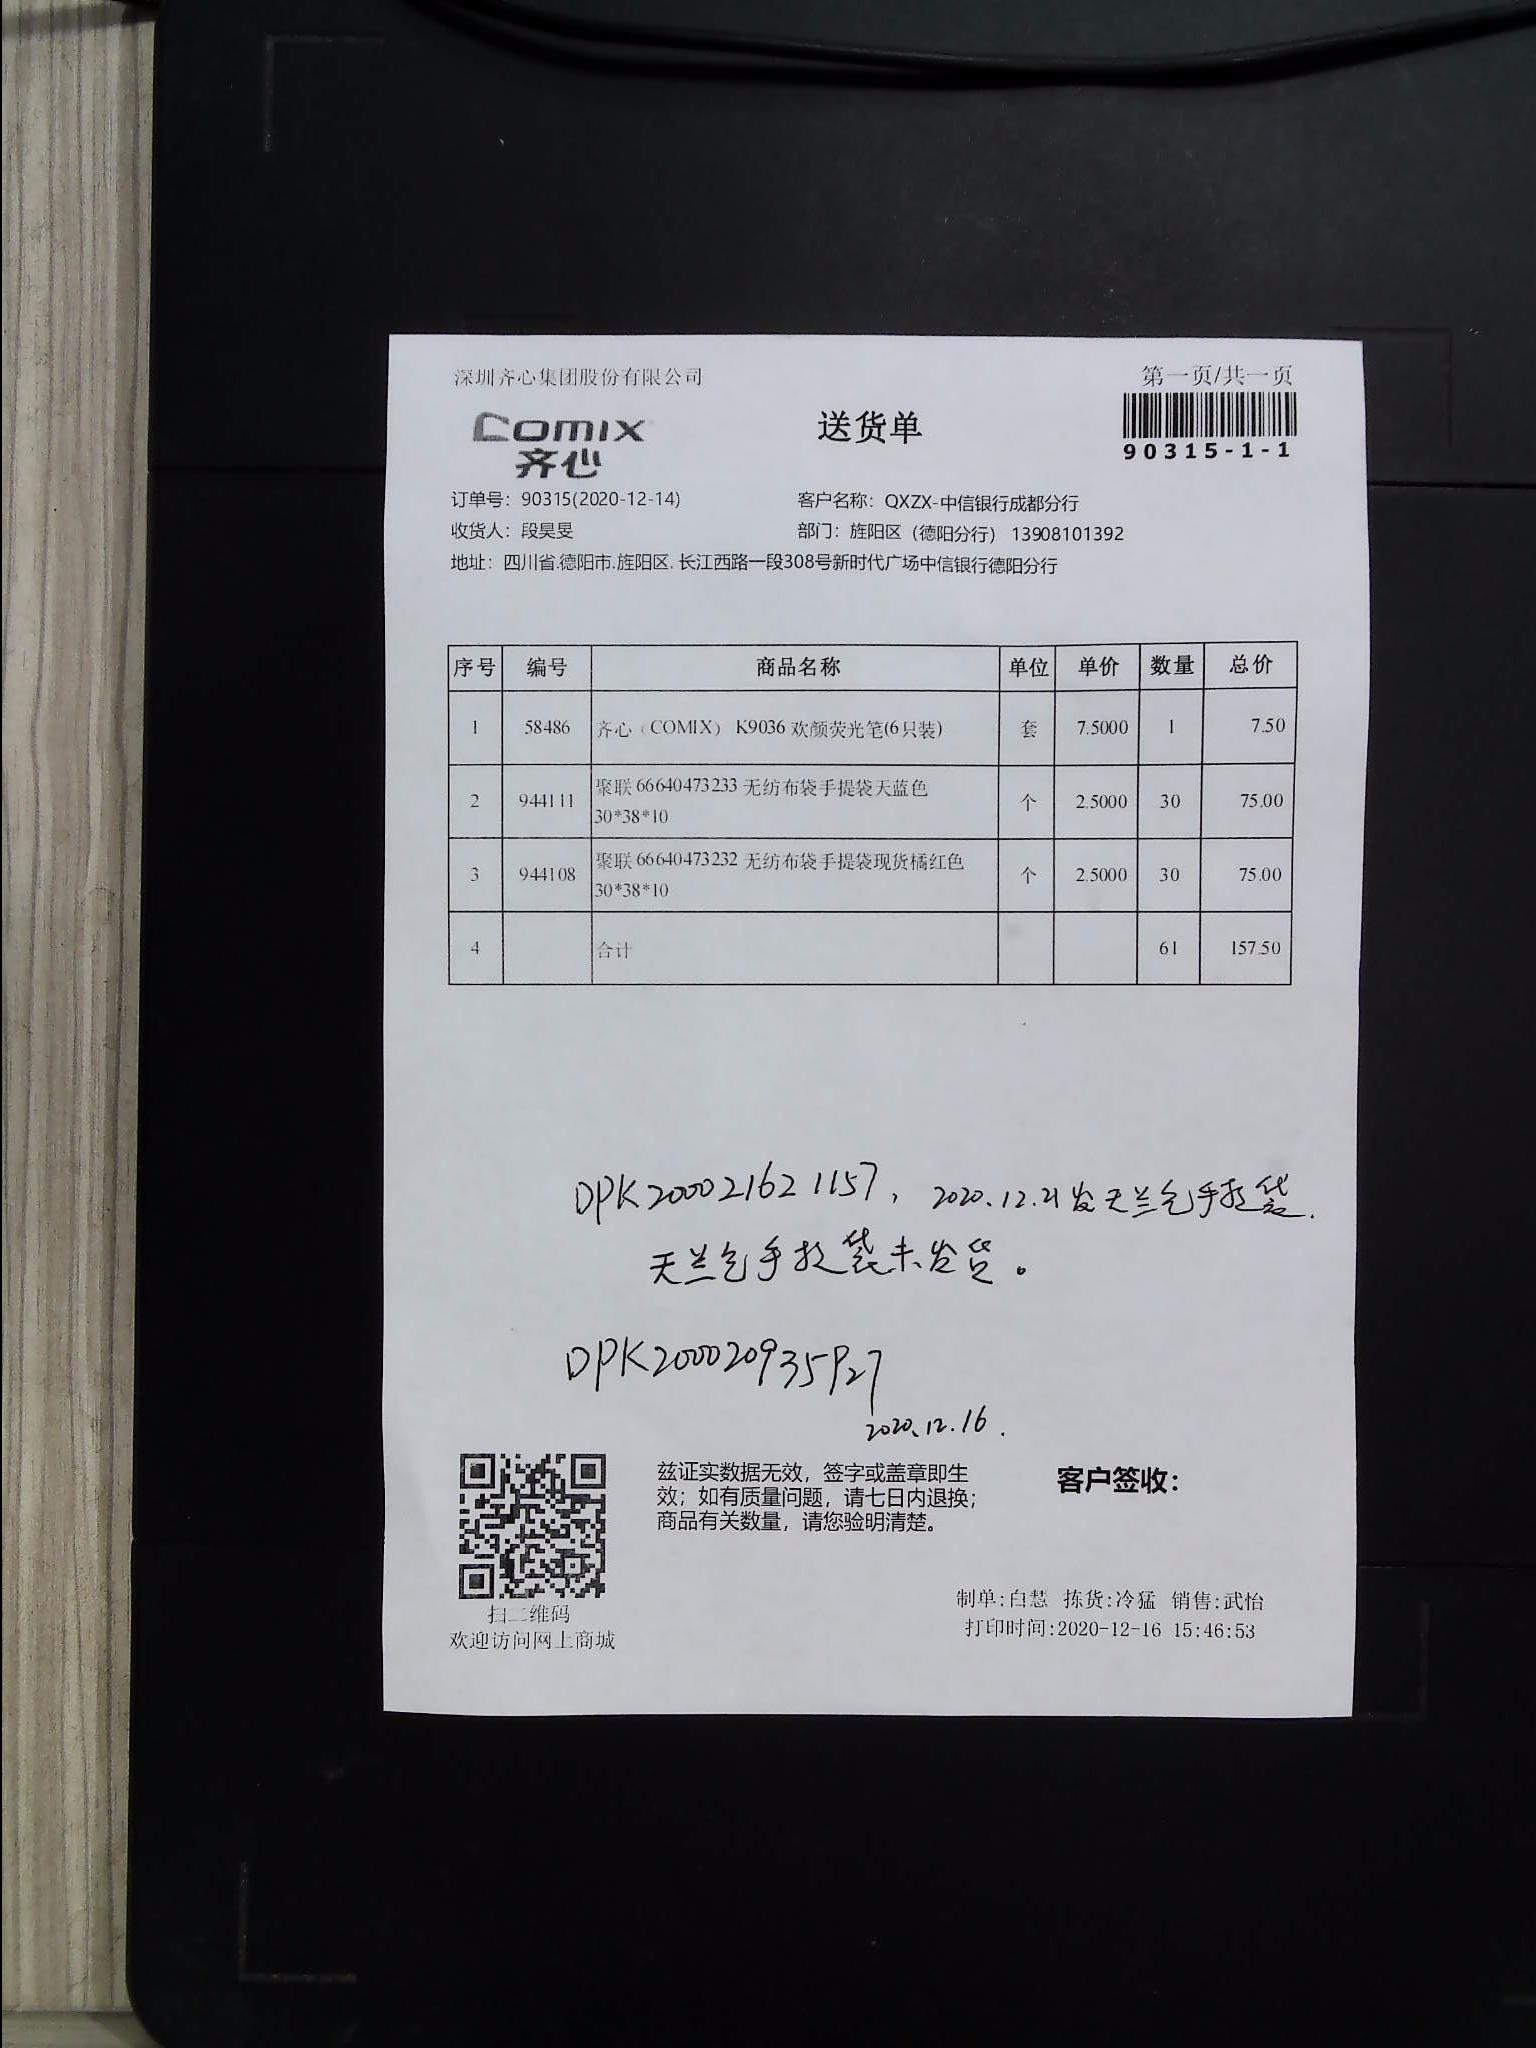 深圳齐心集团股份有限公司
第一页/共一页
comix
齐心
送货单
90315-1-1
订单号：90315(2020-12-14)
客户名称：QXZX-中信银行成都分行
收货人：段昊旻
部门：旌阳区（德阳分行） 13908101392
地址：四川省.德阳市.旌阳区. 长江西路一段308号新时代广场中信银行德阳分行
序号 编号 商品名称 单位 单价 数量 总价
1 58486 齐心（COMIX） K9036 欢颜荧光笔(6只装) 套 7.5000 1 7.50
2 944111 聚联 66640473233 无纺布袋手提袋天蓝色 30*38*10 个 2.5000 30 75.00
3 944108 聚联 66640473232 无纺布袋手提袋现货橘红色 30*38*10 个 2.5000 30 75.00
4 合计 61 157.50
DPK200021621157, 2020.12.21发天兰色手提袋.
天兰色手提袋未发货。
DPK200020935927
2020.12.16.
兹证实数据无效，签字或盖章即生
效；如有质量问题，请七日内退换；
商品有关数量，请您验明清楚。
客户签收：
扫二维码
欢迎访问网上商城
制单:白慧 拣货:冷猛 销售:武怡
打印时间:2020-12-16 15:46:53